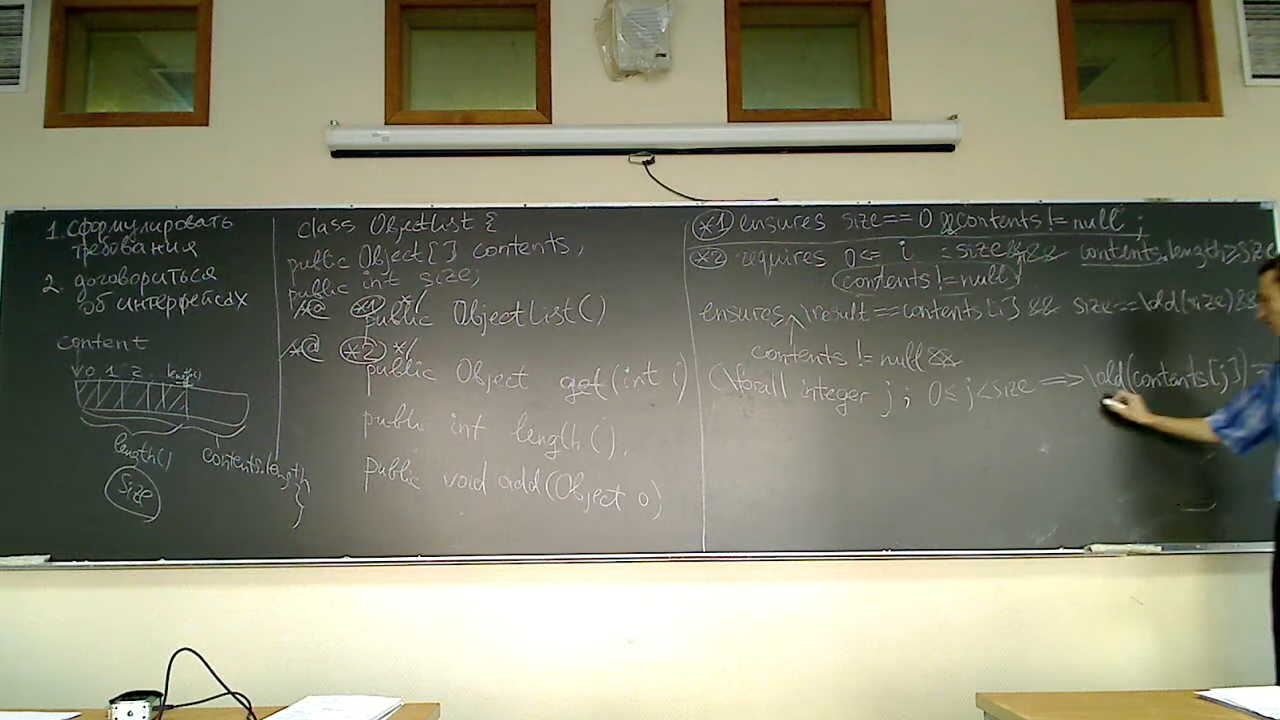 1. сформулировать
требования
2. договориться
об интерфейсах
content
0 1 2
length()
contents.length
size
class ObjectList {
public Object[] contents;
public int size;
/*@ *1 */
public ObjectList()
*@ *2 */
public Object get(int i)
public int length();
public void add(Object o)
}
*1 ensures size==0 && contents != null;
*2 requires 0<= i size && contents.length>=size
(contents != null)
ensures \result==contents[i] && size==\old(size)&&
contents != null &&
(\forall integer j; 0≤j<size ==> \old(contents[j])=